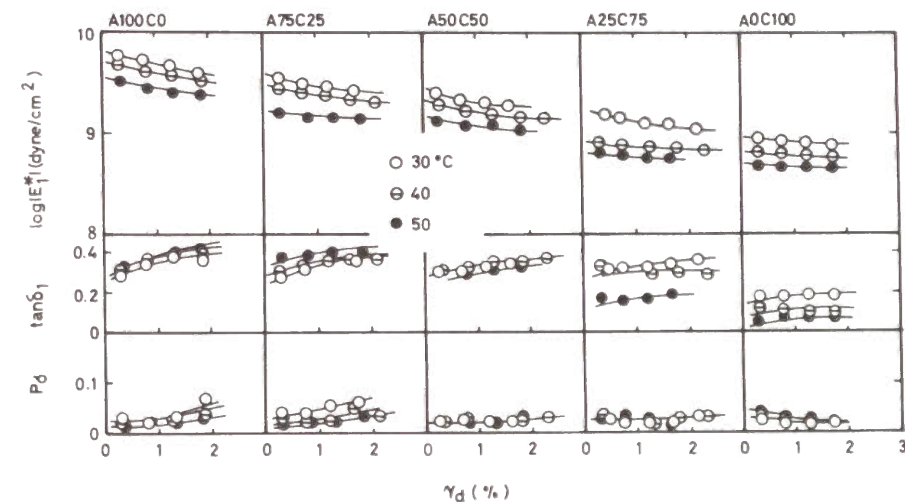 A100C0 A75C25 A50C50 A25C75 A0C100
10
9
8
log|E*1|(dyne/cm2)
30 °C
40
50
0.4
0.2
0
tanδ1
0.1
0
Pδ
0 1 2 0 1 2 0 1 2 0 1 2 0 1 2 3
γd (%)